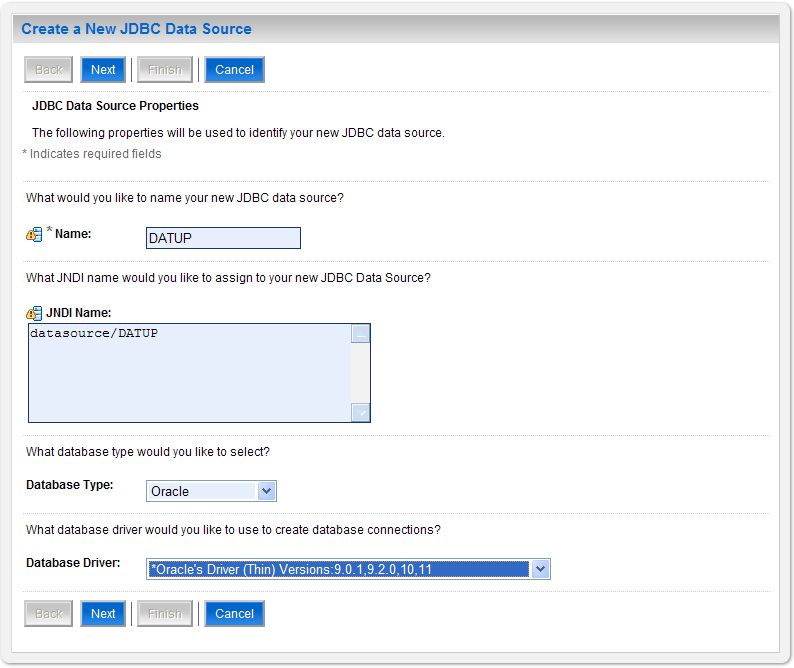 Create a New JDBC Data Source
Back Next Finish Cancel
JDBC Data Source Properties
The following properties will be used to identify your new JDBC data source.
* Indicates required fields
What would you like to name your new JDBC data source?
* Name: DATUP
What JNDI name would you like to assign to your new JDBC Data Source?
JNDI Name:
datasource/DATUP
What database type would you like to select?
Database Type: Oracle
What database driver would you like to use to create database connections?
Database Driver: *Oracle's Driver (Thin) Versions:9.0.1,9.2.0,10,11
Back Next Finish Cancel